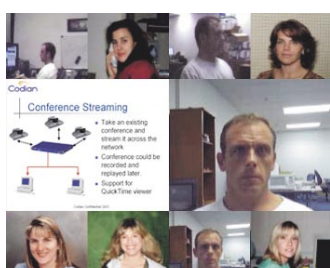 Codian
Conference Streaming
Take an existing
conference and
stream it across the
network
Conference could be
recorded and
replayed later.
Support for
QuickTime viewer